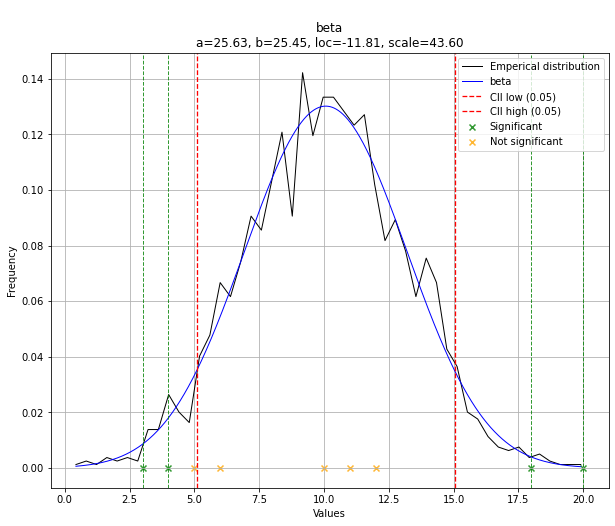 beta
a=25.63, b=25.45, loc=-11.81, scale=43.60
Emperical distribution
beta
CII low (0.05)
CII high (0.05)
Significant
Not significant
Frequency
0.14
0.12
0.10
0.08
0.06
0.04
0.02
0.00
0.0 2.5 5.0 7.5 10.0 12.5 15.0 17.5 20.0
Values